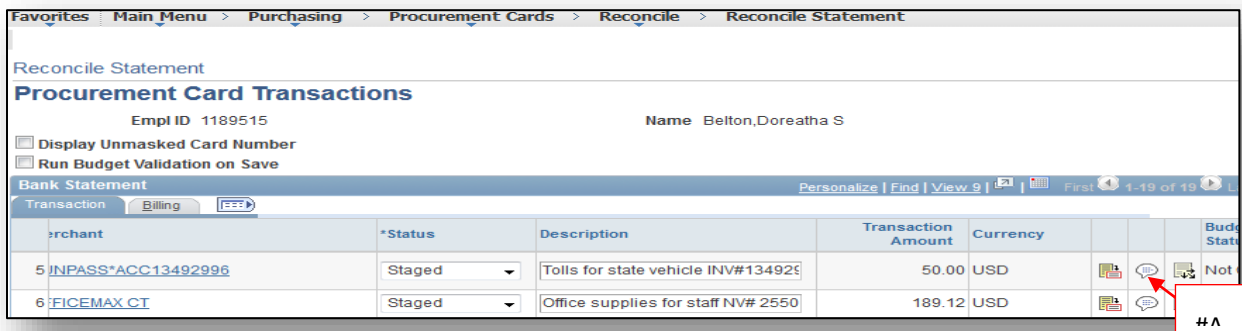 Favorites Main Menu > Purchasing > Procurement Cards > Reconcile > Reconcile Statement
Reconcile Statement
Procurement Card Transactions
Empl ID 1189515 Name Belton,Doreatha S
Display Unmasked Card Number
Run Budget Validation on Save
Bank Statement Personalize | Find | View 9 | | First 1-19 of 19 L
Transaction Billing
erchant *Status Description Transaction Amount Currency Budg Statu
5 JNPASS*ACC13492996 Staged Tolls for state vehicle INV#134929 50.00 USD Not
6 FFICEMAX CT Staged Office supplies for staff NV# 2550 189.12 USD